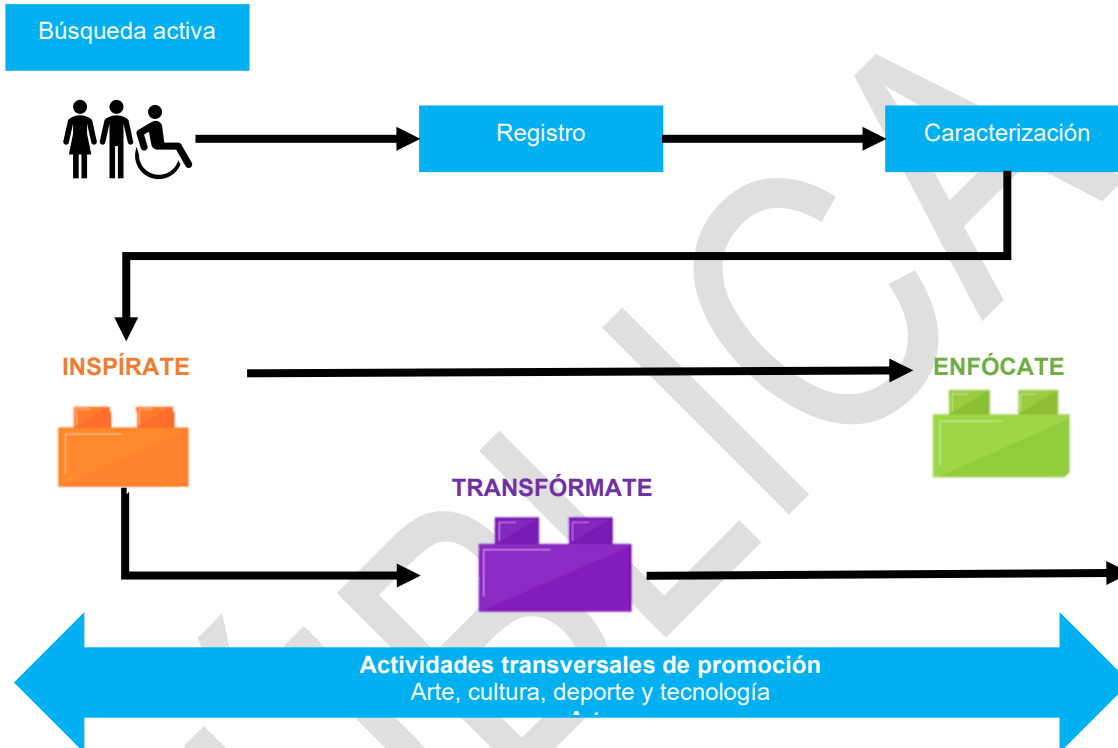 Búsqueda activa
Registro
Caracterización
INSPÍRATE
ENFÓCATE
TRANSFÓRMATE
Actividades transversales de promoción
Arte, cultura, deporte y tecnología